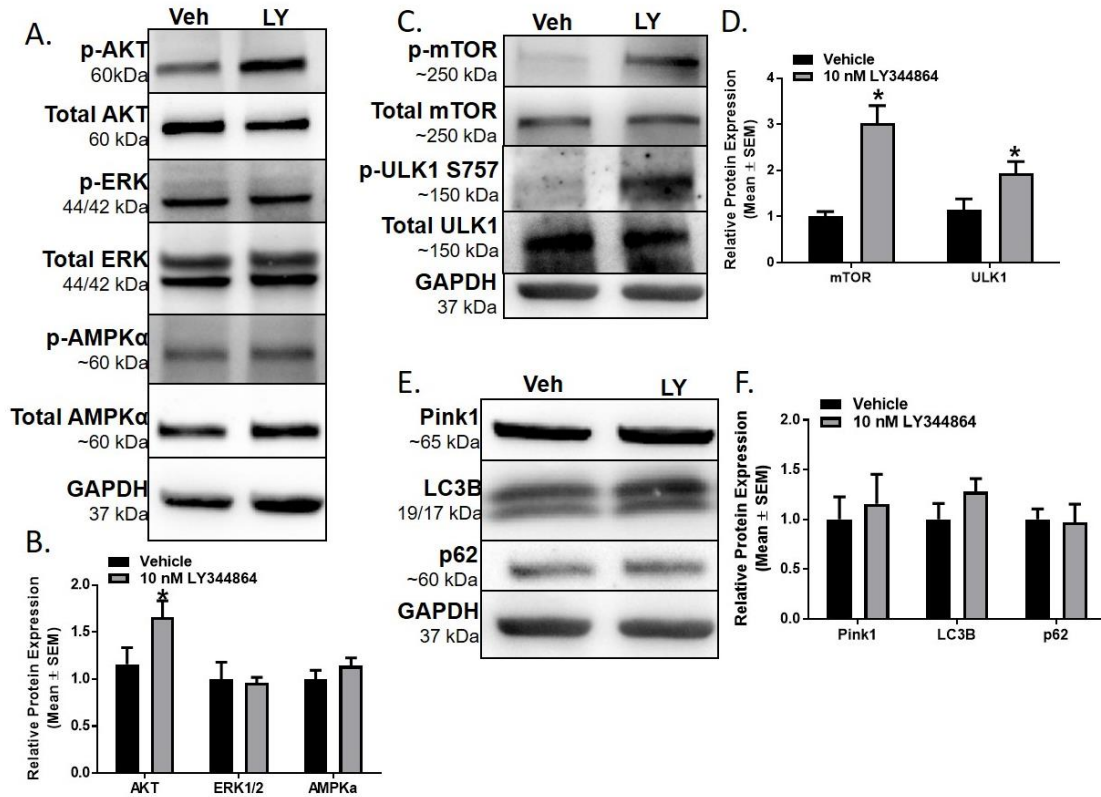 A.
Veh LY
p-AKT
60kDa
Total AKT
60 kDa
p-ERK
44/42 kDa
Total ERK
44/42 kDa
p-AMPKα
~60 kDa
Total AMPKα
~60 kDa
GAPDH
37 kDa
B.
Vehicle
10 nM LY344864
Relative Protein Expression
(Mean ± SEM)
2.0
1.5
1.0
0.5
0.0
*
AKT ERK1/2 AMPKa
C.
Veh LY
p-mTOR
~250 kDa
Total mTOR
~250 kDa
p-ULK1 S757
~150 kDa
Total ULK1
~150 kDa
GAPDH
37 kDa
D.
Vehicle
10 nM LY344864
Relative Protein Expression
(Mean ± SEM)
4
3
2
1
0
* *
mTOR ULK1
E.
Veh LY
Pink1
~65 kDa
LC3B
19/17 kDa
p62
~60 kDa
GAPDH
37 kDa
F.
Vehicle
10 nM LY344864
Relative Protein Expression
(Mean ± SEM)
2.0
1.5
1.0
0.5
0.0
Pink1 LC3B p62